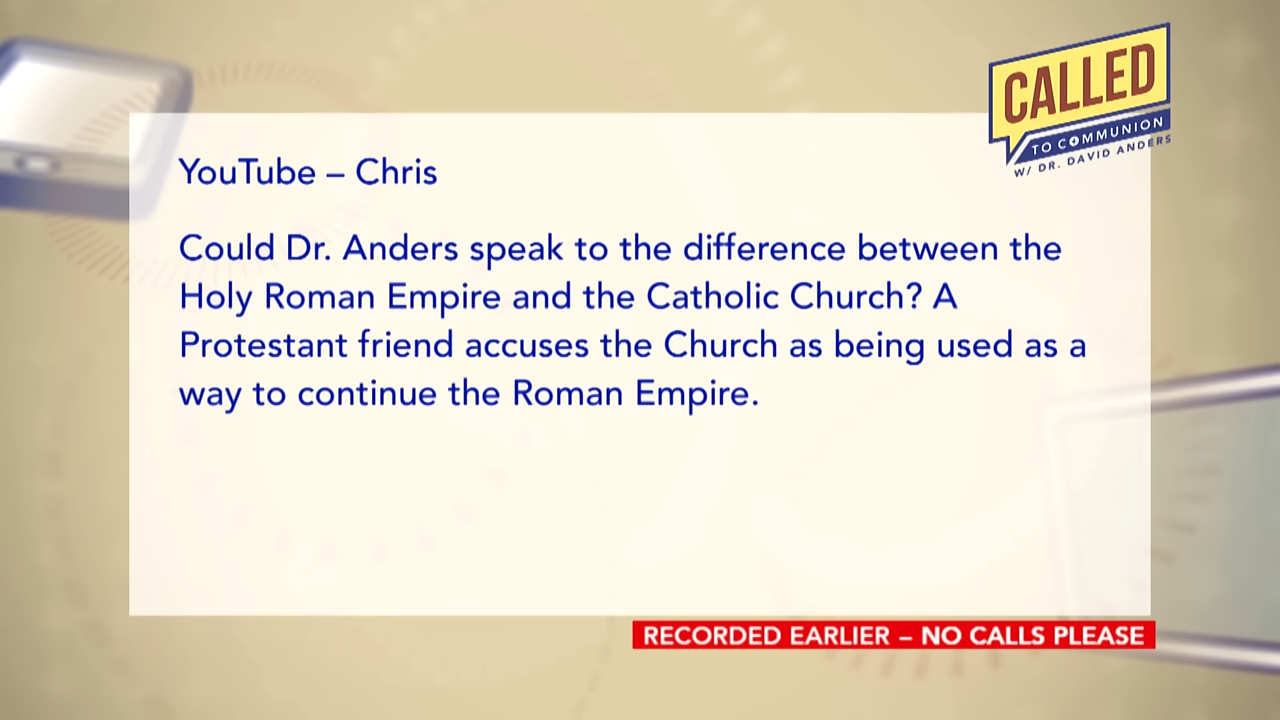 CALLED
TO COMMUNION
W/ DR. DAVID ANDERS
YouTube – Chris
Could Dr. Anders speak to the difference between the
Holy Roman Empire and the Catholic Church? A
Protestant friend accuses the Church as being used as a
way to continue the Roman Empire.
RECORDED EARLIER – NO CALLS PLEASE